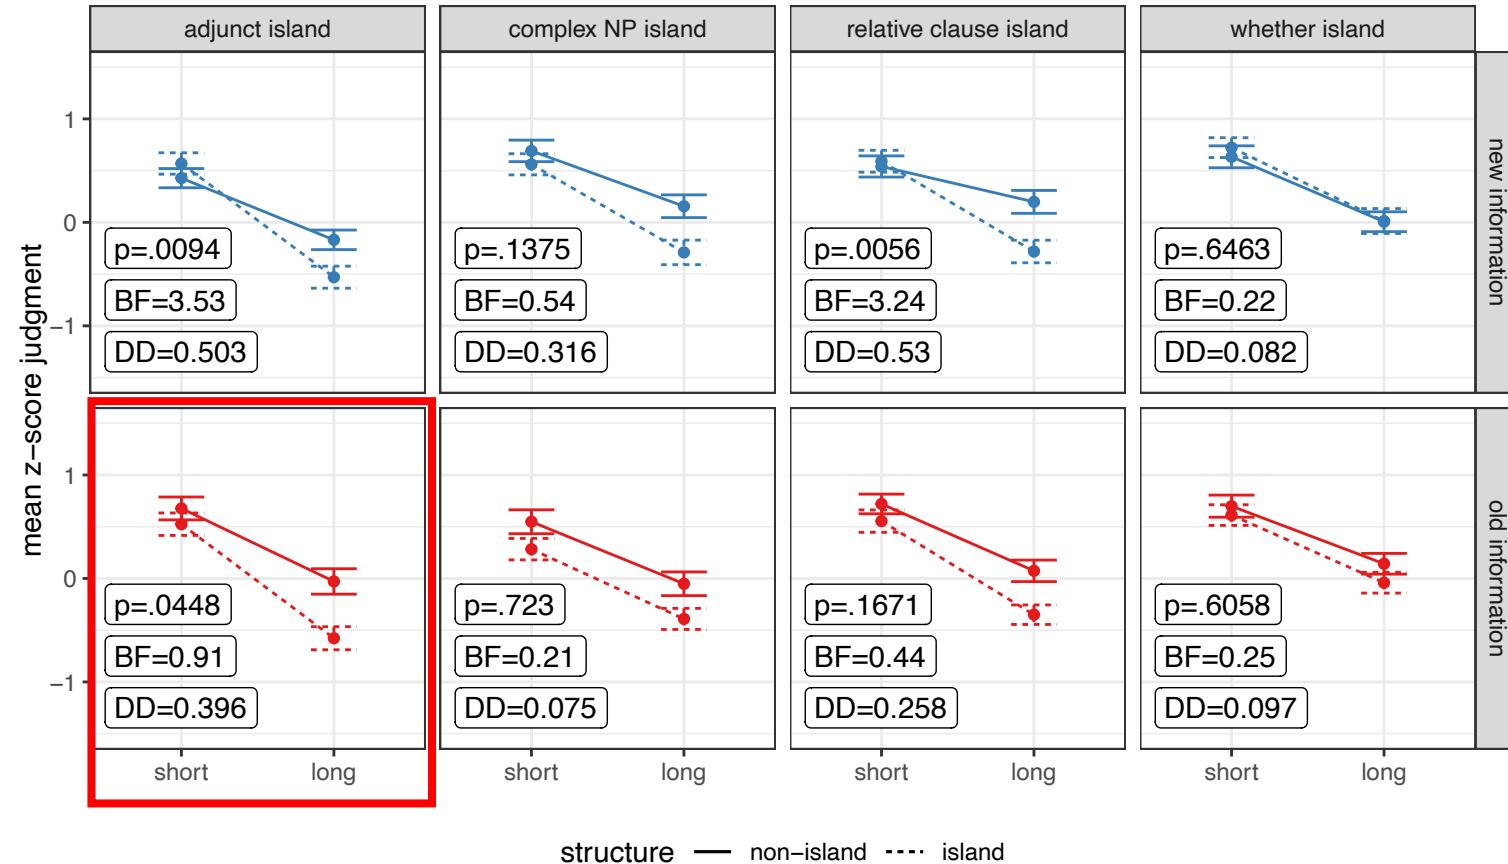 adjunct island
complex NP island
relative clause island
whether island
mean z−score judgment
1
0
−1
p=.0094
BF=3.53
DD=0.503
p=.1375
BF=0.54
DD=0.316
p=.0056
BF=3.24
DD=0.53
p=.6463
BF=0.22
DD=0.082
new information
1
0
−1
p=.0448
BF=0.91
DD=0.396
p=.723
BF=0.21
DD=0.075
p=.1671
BF=0.44
DD=0.258
p=.6058
BF=0.25
DD=0.097
old information
short long
short long
short long
short long
structure non−island island